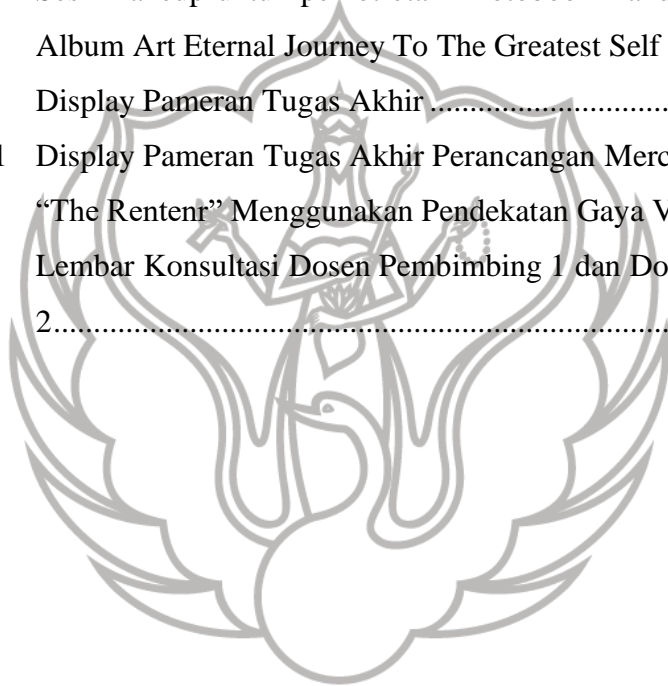 Album Art Eternal Journey To The Greatest Self
Display Pameran Tugas Akhir ..............................
l Display Pameran Tugas Akhir Perancangan Merc
“The Rentenr” Menggunakan Pendekatan Gaya V
Lembar Konsultasi Dosen Pembimbing 1 dan Do
2..............................................................................